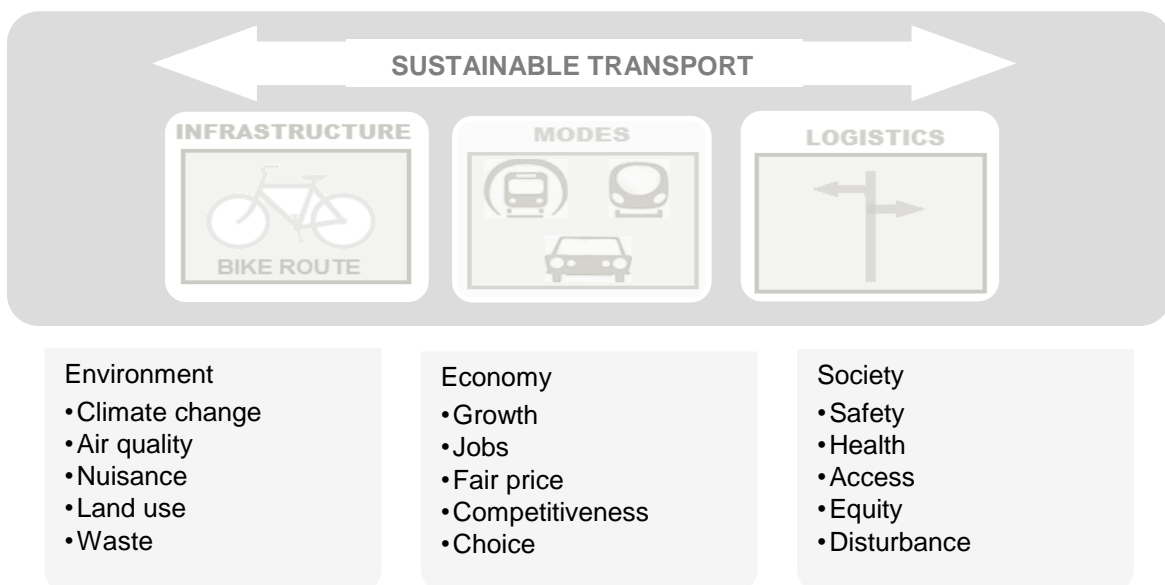 SUSTAINABLE TRANSPORT
INFRASTRUCTURE
BIKE ROUTE
MODES
LOGISTICS
Environment
•Climate change
•Air quality
•Nuisance
•Land use
•Waste
Economy
•Growth
•Jobs
•Fair price
•Competitiveness
•Choice
Society
•Safety
•Health
•Access
•Equity
•Disturbance